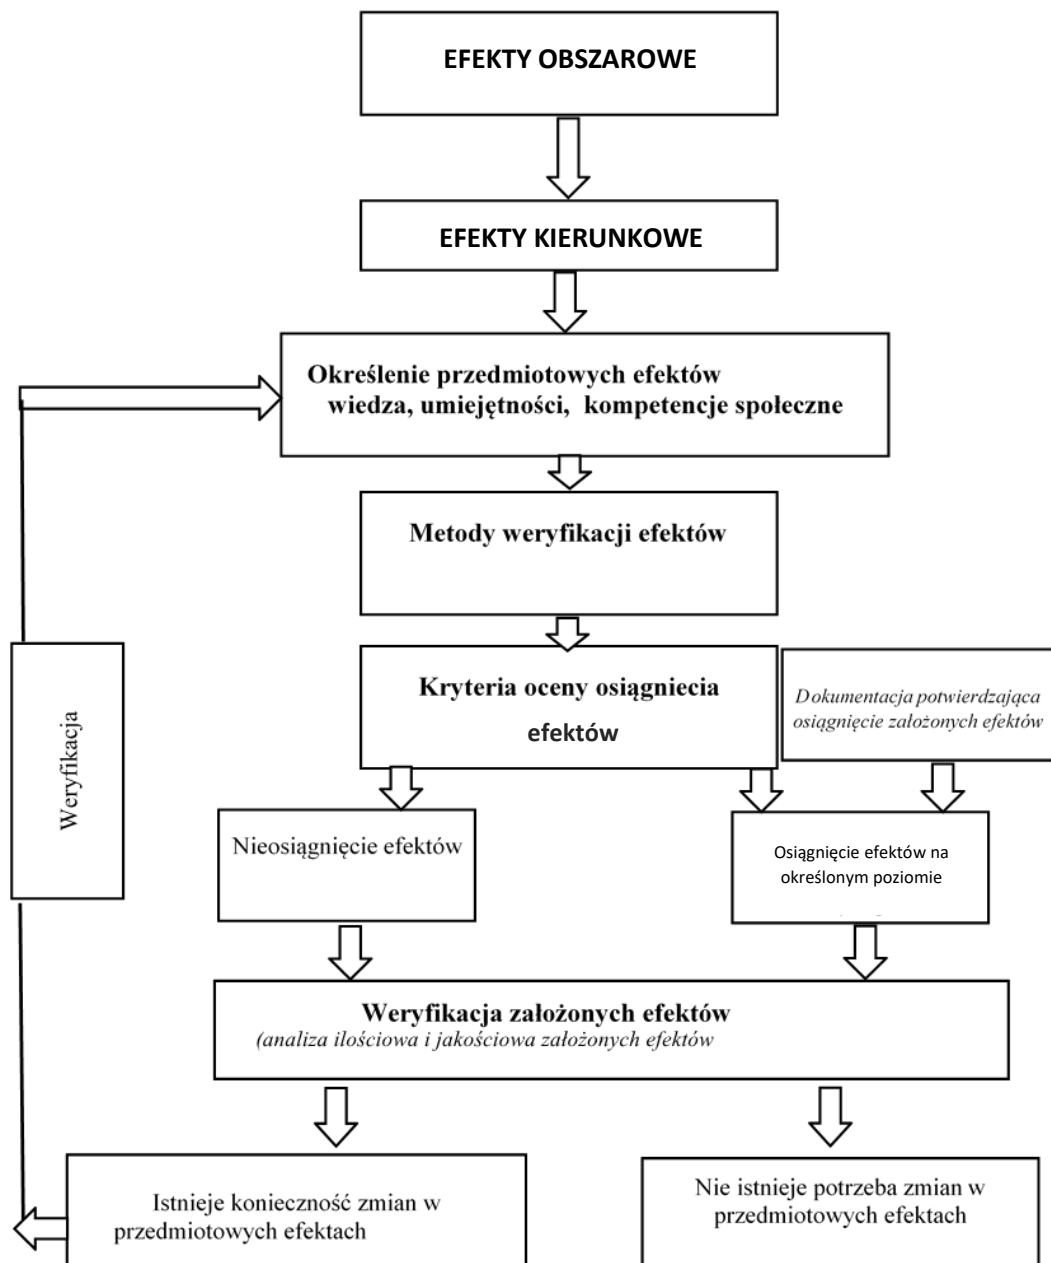 EFEKTY OBSZAROWE
EFEKTY KIERUNKOWE
Określenie przedmiotowych efektów
wiedza, umiejętności, kompetencje społeczne
Metody weryfikacji efektów
Kryteria oceny osiągniecia
efektów
Dokumentacja potwierdzająca
osiągnięcie założonych efektów
Weryfikacja
Nieosiągnięcie efektów
Osiągnięcie efektów na
określonym poziomie
Weryfikacja założonych efektów
(analiza ilościowa i jakościowa założonych efektów
Istnieje konieczność zmian w
przedmiotowych efektach
Nie istnieje potrzeba zmian w
przedmiotowych efektach